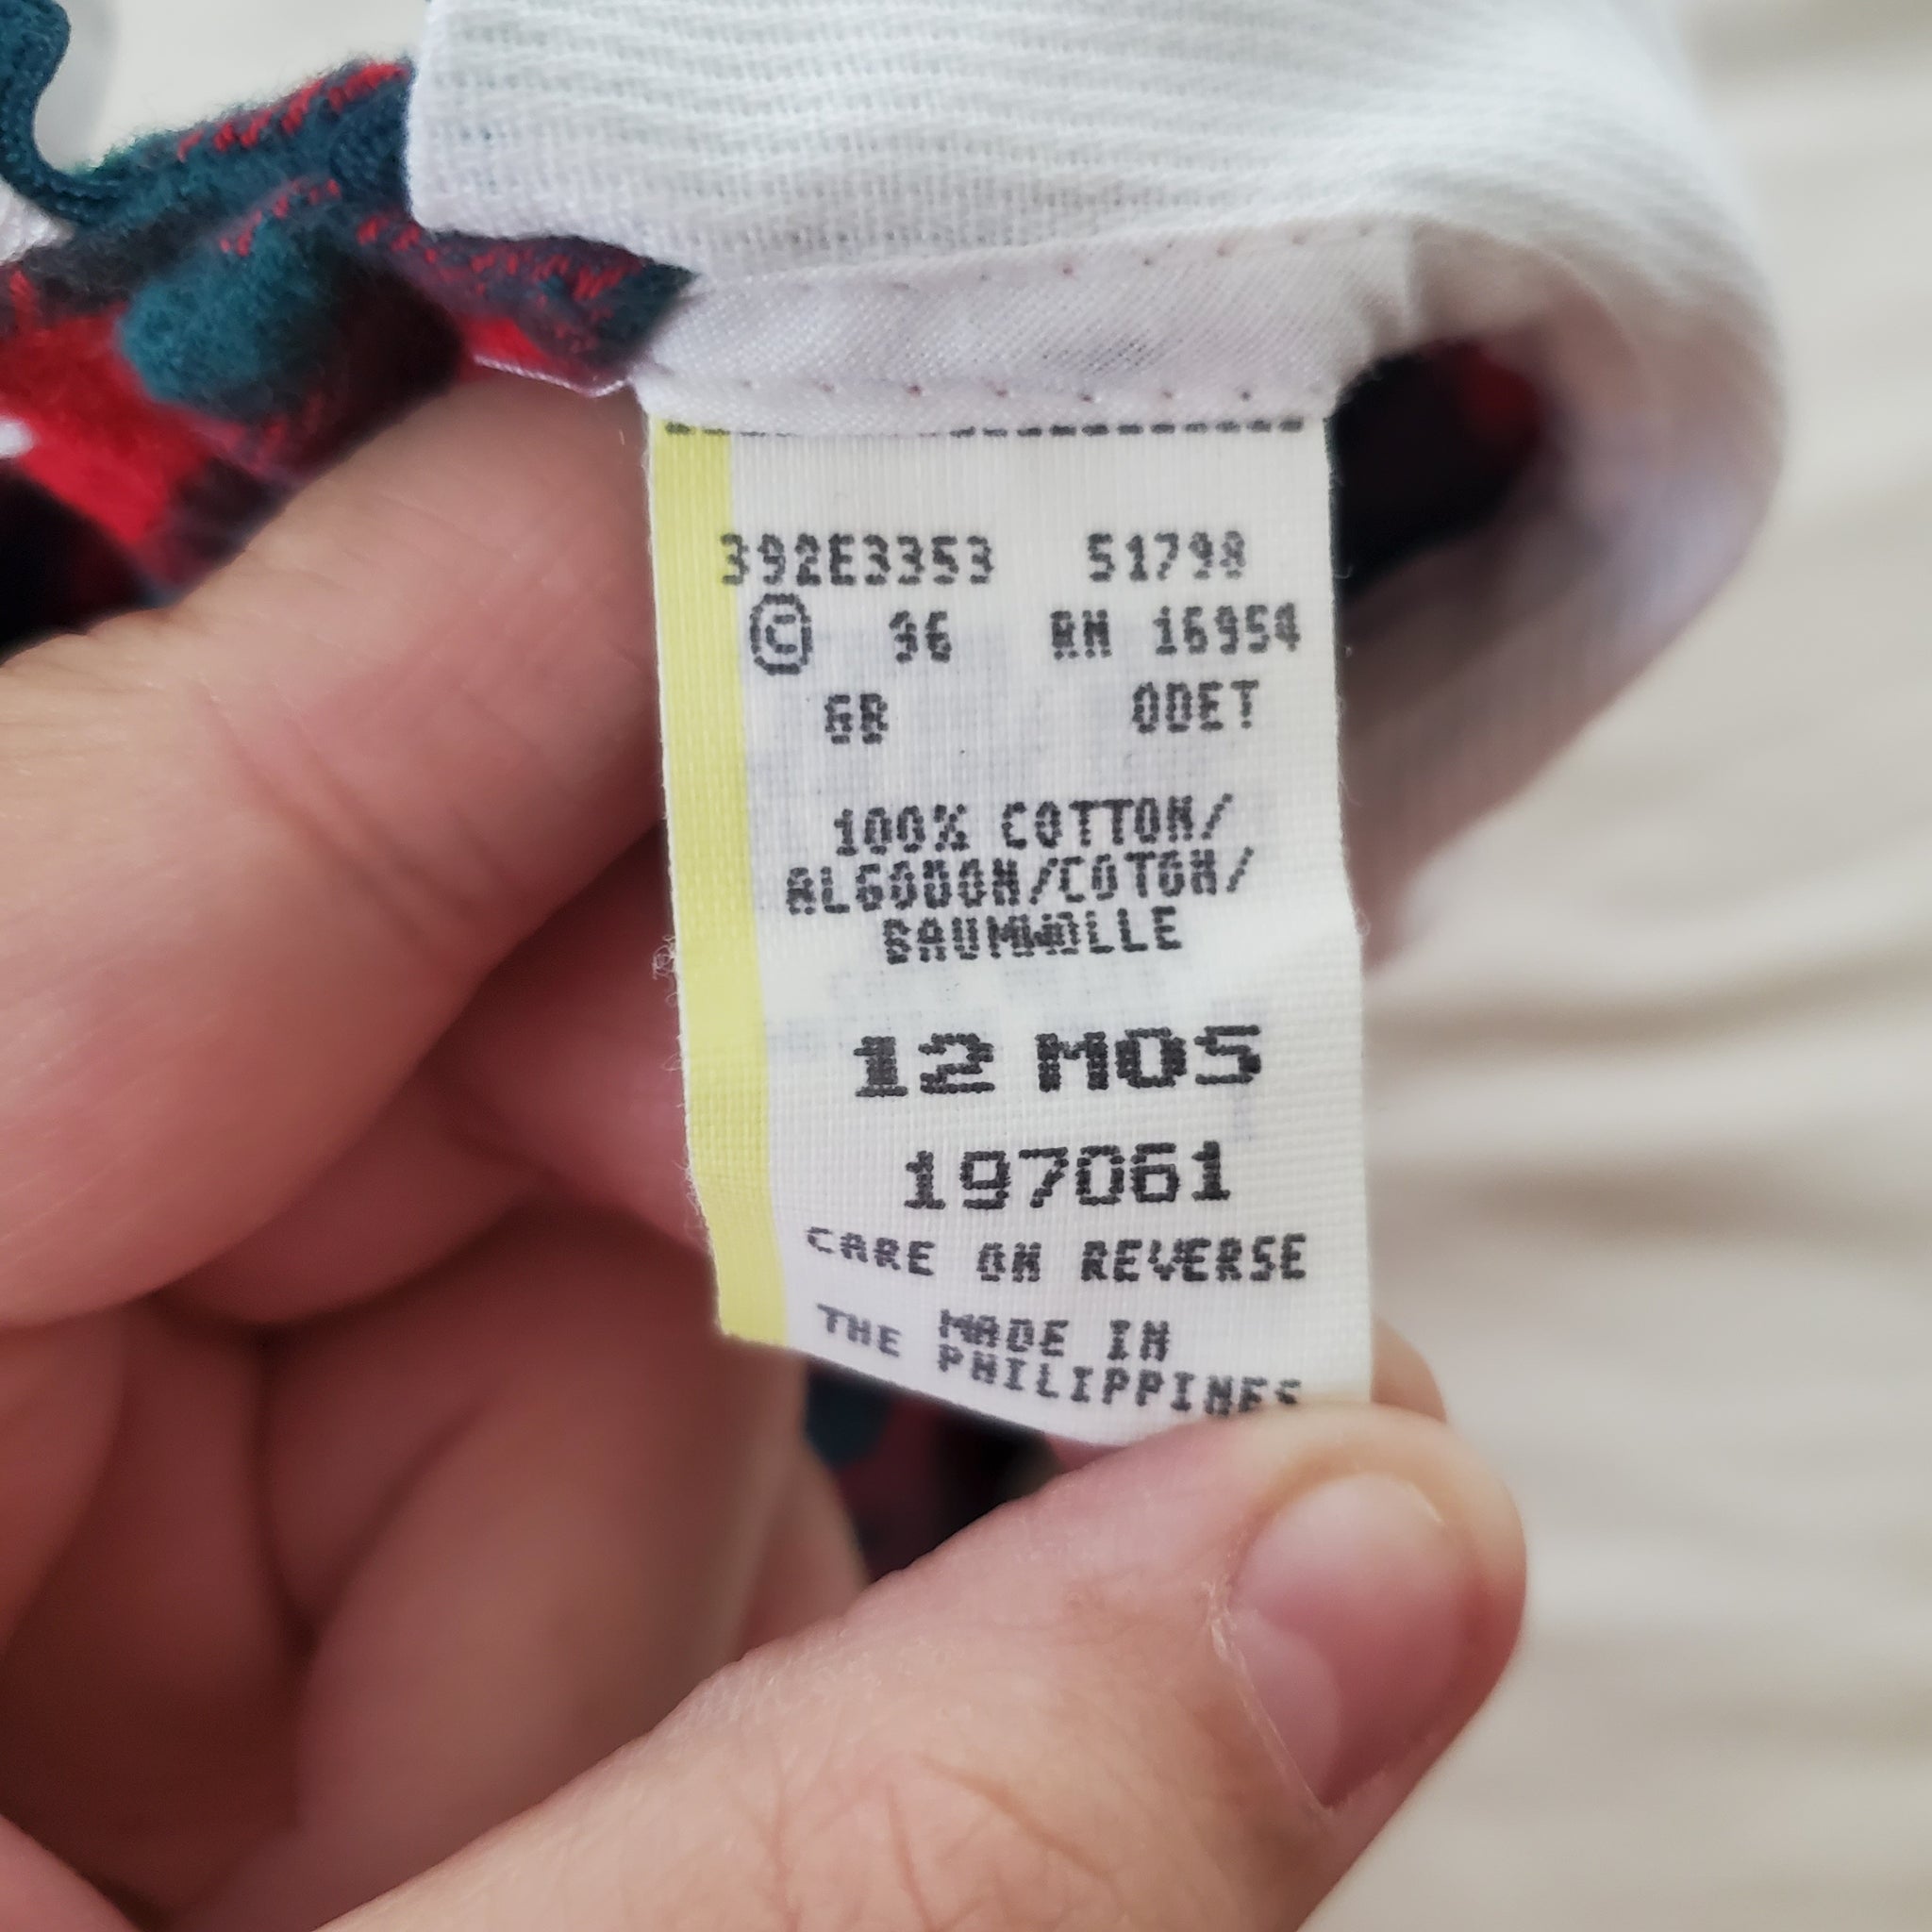 392E3353 51798
© 96 RN 16954
GB ODET
100% COTTON/
ALGODON/COTON/
BAUMWOLLE
12 MOS
197061
CARE ON REVERSE
MADE IN
THE PHILIPPINES